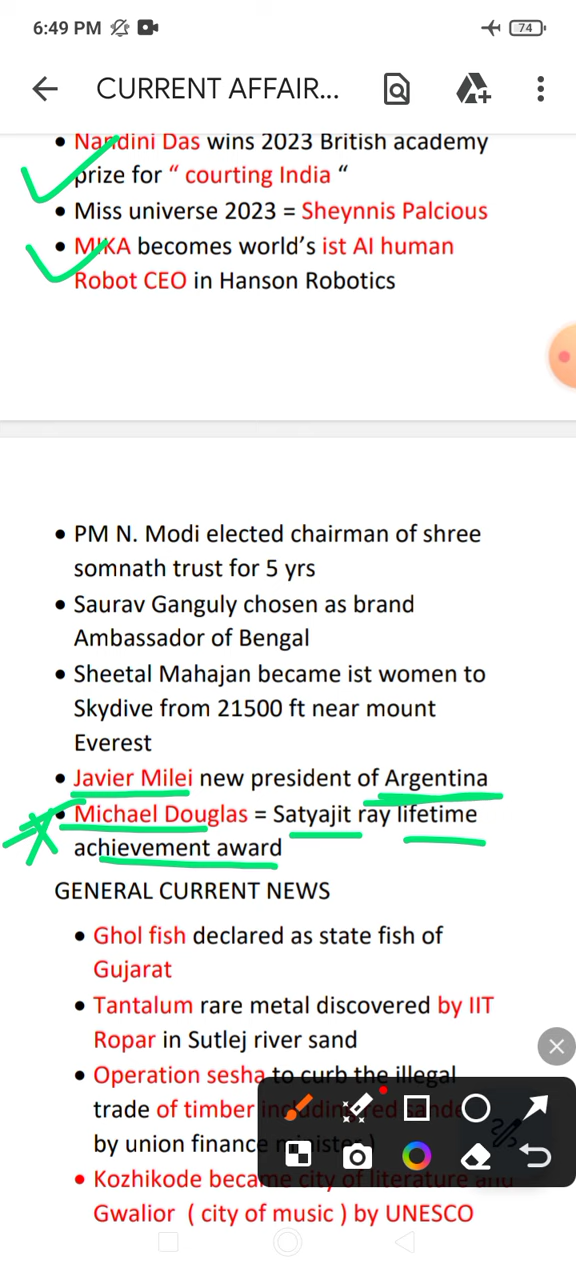 6:49 PM
74
CURRENT AFFAIR...
• Nandini Das wins 2023 British academy
prize for “ courting India “
• Miss universe 2023 = Sheynnis Palcious
• MIKA becomes world’s ist AI human
Robot CEO in Hanson Robotics
• PM N. Modi elected chairman of shree
somnath trust for 5 yrs
• Saurav Ganguly chosen as brand
Ambassador of Bengal
• Sheetal Mahajan became ist women to
Skydive from 21500 ft near mount
Everest
• Javier Milei new president of Argentina
• Michael Douglas = Satyajit ray lifetime
achievement award
GENERAL CURRENT NEWS
• Ghol fish declared as state fish of
Gujarat
• Tantalum rare metal discovered by IIT
Ropar in Sutlej river sand
• Operation sesha to curb the illegal
trade of timber including red sande
by union finance minister )
• Kozhikode became city of literature and
Gwalior ( city of music ) by UNESCO